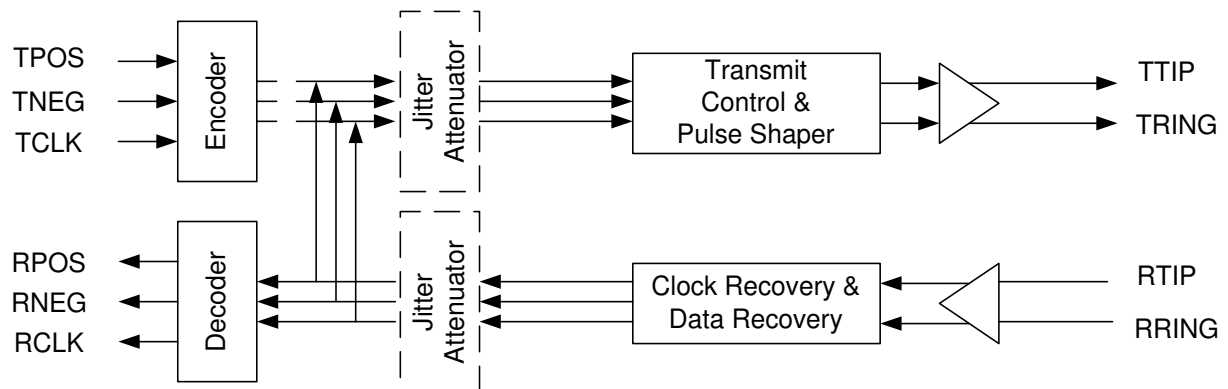 TPOS
TNEG
TCLK
Encoder
Jitter
Attenuator
Transmit
Control &
Pulse Shaper
TTIP
TRING
RPOS
RNEG
RCLK
Decoder
Jitter
Attenuator
Clock Recovery &
Data Recovery
RTIP
RRING